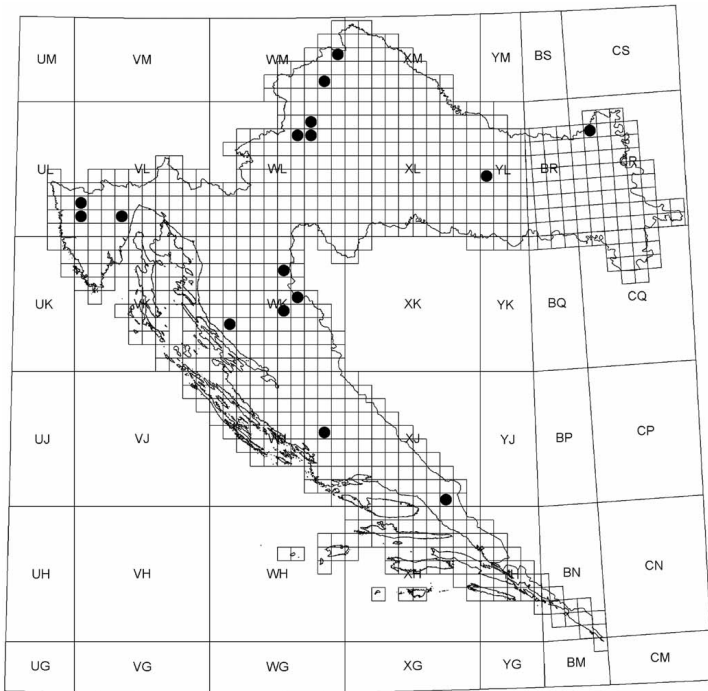 UM VM WM XM YM BS CS
UL VL WL XL YL BR CR
UK VK WK XK YK BQ CQ
UJ VJ WJ XJ YJ BP CP
UH VH WH XH YH BN CN
UG VG WG XG YG BM CM